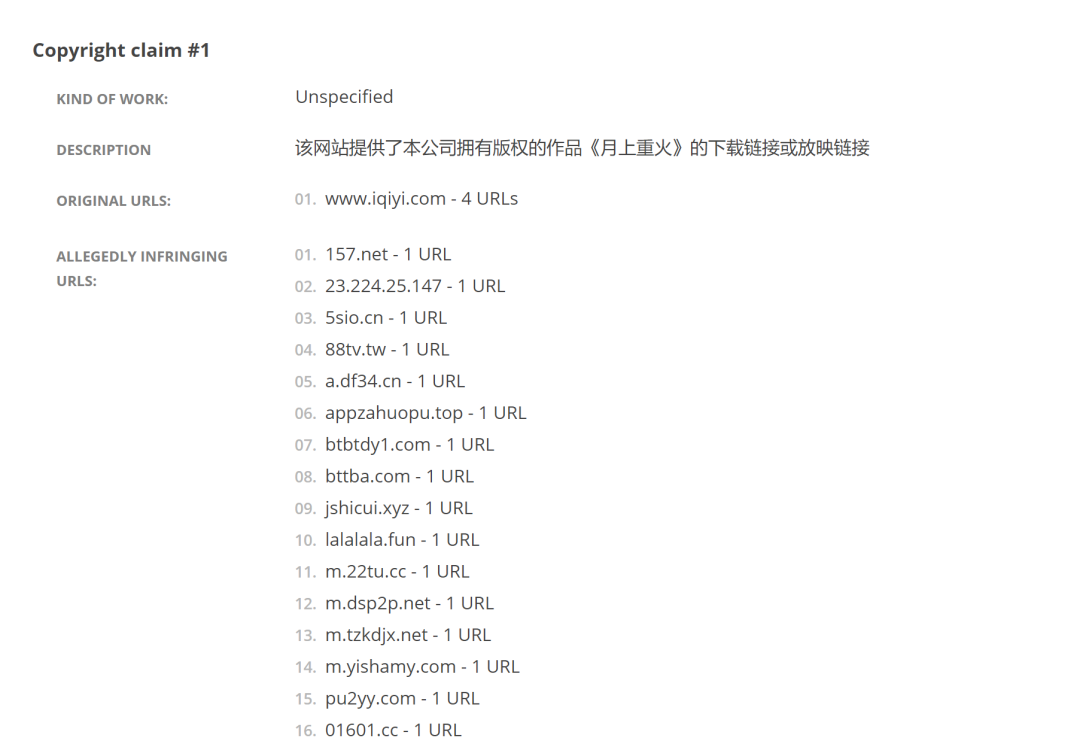 Copyright claim #1
KIND OF WORK: Unspecified
DESCRIPTION 该网站提供了本公司拥有版权的作品《月上重火》的下载链接或放映链接
ORIGINAL URLS: 01. www.iqiyi.com - 4 URLs
ALLEGEDLY INFRINGING URLS:
01. 157.net - 1 URL
02. 23.224.25.147 - 1 URL
03. 5sio.cn - 1 URL
04. 88tv.tw - 1 URL
05. a.df34.cn - 1 URL
06. appzahuopu.top - 1 URL
07. btbtdy1.com - 1 URL
08. bttba.com - 1 URL
09. jshicui.xyz - 1 URL
10. lalalala.fun - 1 URL
11. m.22tu.cc - 1 URL
12. m.dsp2p.net - 1 URL
13. m.tzkdjx.net - 1 URL
14. m.yishamy.com - 1 URL
15. pu2yy.com - 1 URL
16. 01601.cc - 1 URL